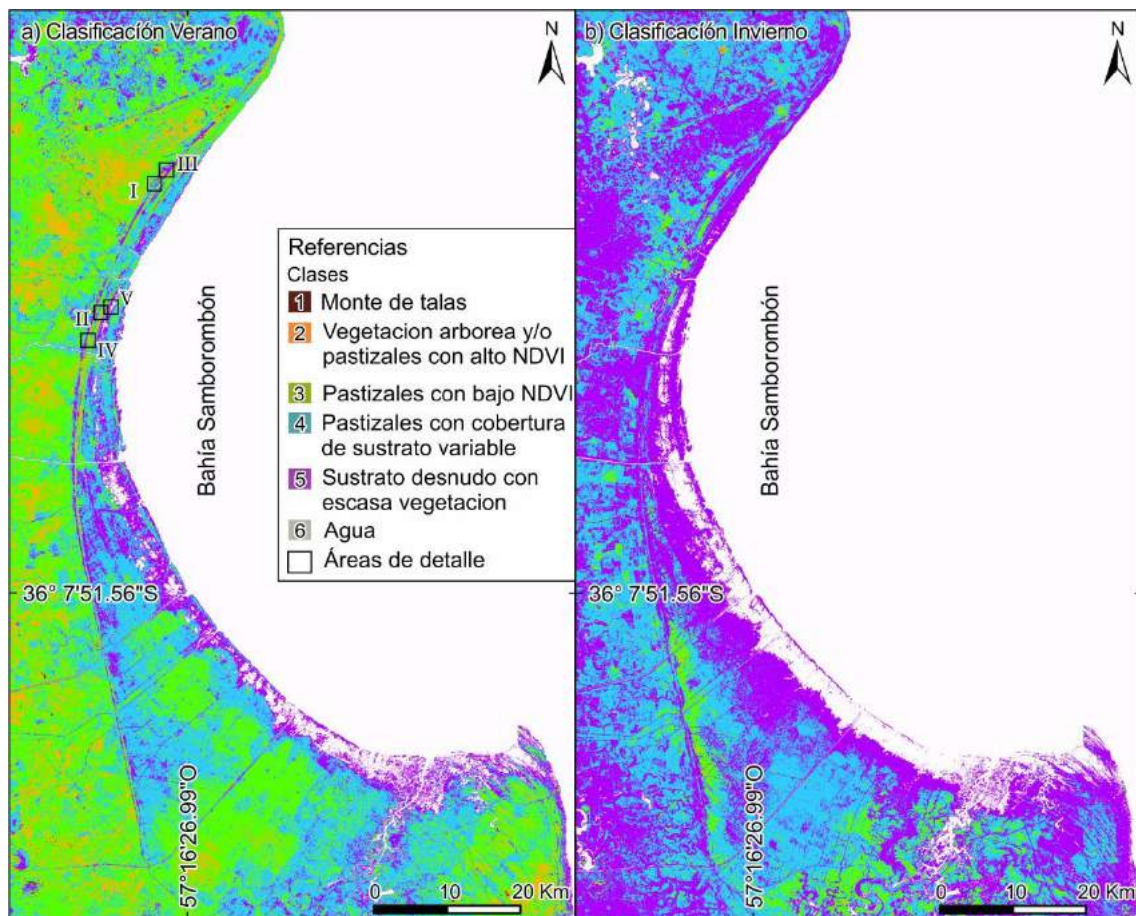 a) Clasificación Verano
N
III
I
V
II
IV
Referencias
Clases
1 Monte de talas
2 Vegetacion arborea y/o
pastizales con alto NDVI
3 Pastizales con bajo NDVI
4 Pastizales con cobertura
de sustrato variable
5 Sustrato desnudo con
escasa vegetacion
6 Agua
Áreas de detalle
Bahía Samborombón
36° 7'51.56"S
57°16'26.99"O
0 10 20 Km
b) Clasificación Invierno
N
Bahía Samborombón
36° 7'51.56"S
57°16'26.99"O
0 10 20 Km